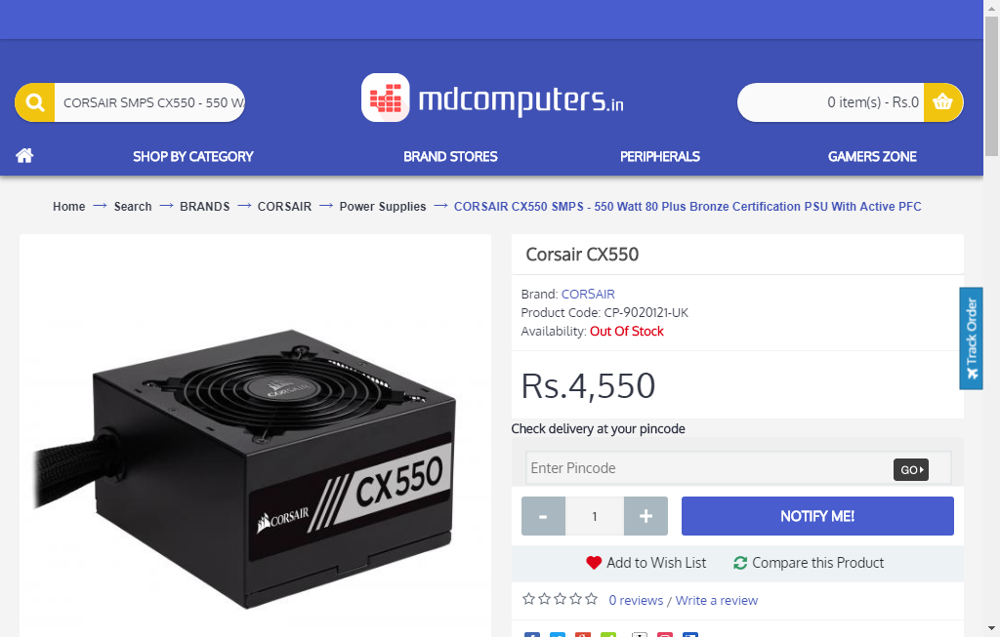 CORSAIR SMPS CX550 - 550 W
mdcomputers.in
0 item(s) - Rs.0
SHOP BY CATEGORY
BRAND STORES
PERIPHERALS
GAMERS ZONE
Home → Search → BRANDS → CORSAIR → Power Supplies → CORSAIR CX550 SMPS - 550 Watt 80 Plus Bronze Certification PSU With Active PFC
CORSAIR
CORSAIR
CX550
Corsair CX550
Brand: CORSAIR
Product Code: CP-9020121-UK
Availability: Out Of Stock
Rs.4,550
Check delivery at your pincode
Enter Pincode
GO
- 1 +
NOTIFY ME!
Add to Wish List
Compare this Product
0 reviews / Write a review
Track Order